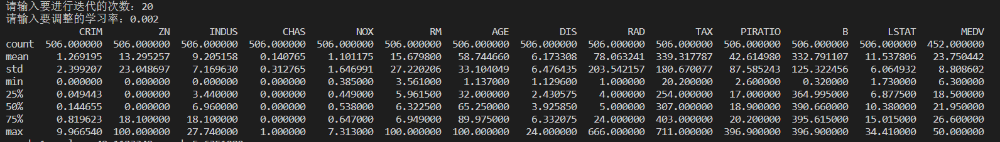 请输入要进行迭代的次数：20
请输入要调整的学习率：0.002
CRIM ZN INDUS CHAS NOX RM AGE DIS RAD TAX PIRATIO B LSTAT MEDV
count 506.000000 506.000000 506.000000 506.000000 506.000000 506.000000 506.000000 506.000000 506.000000 506.000000 506.000000 506.000000 506.000000 452.000000
mean 1.269195 13.295257 9.205158 0.140765 1.101175 15.679800 58.744660 6.173308 78.063241 339.317787 42.614980 332.791107 11.537806 23.750442
std 2.399207 23.048697 7.169630 0.312765 1.646991 27.220206 33.104049 6.476435 203.542157 180.670077 87.585243 125.322456 6.064932 8.808602
min 0.000000 0.000000 0.000000 0.000000 0.385000 3.561000 1.137000 1.129600 1.000000 20.200000 2.600000 0.320000 1.730000 6.300000
25% 0.049443 0.000000 3.440000 0.000000 0.449000 5.961500 32.000000 2.430575 4.000000 254.000000 17.000000 364.995000 6.877500 18.500000
50% 0.144655 0.000000 6.960000 0.000000 0.538000 6.322500 65.250000 3.925850 5.000000 307.000000 18.900000 390.660000 10.380000 21.950000
75% 0.819623 18.100000 18.100000 0.000000 0.647000 6.949000 89.975000 6.332075 24.000000 403.000000 20.200000 395.615000 15.015000 26.600000
max 9.966540 100.000000 27.740000 1.000000 7.313000 100.000000 100.000000 24.000000 666.000000 711.000000 396.900000 396.900000 34.410000 50.000000